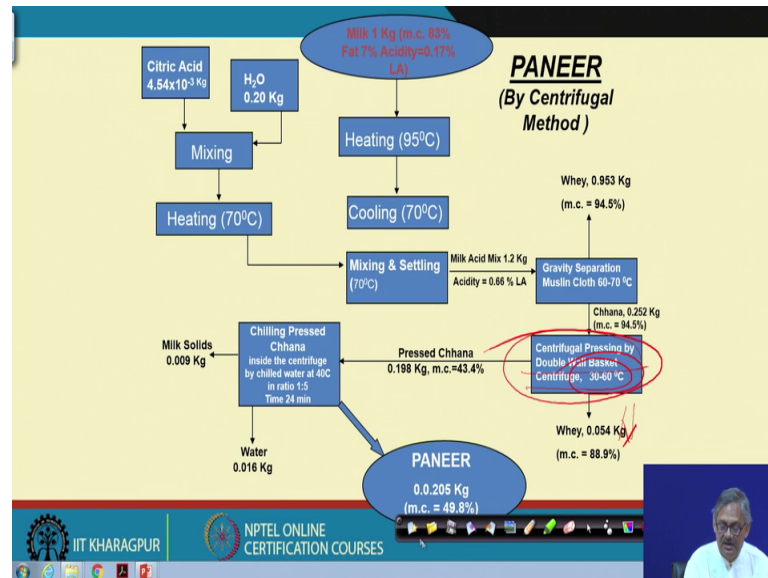 PANEER
(By Centrifugal
Method )
Milk 1 Kg (m.c. 83%
Fat 7% Acidity=0.17%
LA)
Citric Acid
4.54x10-3 Kg
H2O
0.20 Kg
Mixing
Heating (70⁰C)
Heating (95⁰C)
Cooling (70⁰C)
Mixing & Settling
(70⁰C)
Milk Acid Mix 1.2 Kg
Acidity = 0.66 % LA
Whey, 0.953 Kg
(m.c. = 94.5%)
Gravity Separation
Muslin Cloth 60-70 ⁰C
Chhana, 0.252 Kg
(m.c. = 94.5%)
Centrifugal Pressing by
Double Wall Basket
Centrifuge, 30-60 ⁰C
Whey, 0.054 Kg
(m.c. = 88.9%)
Pressed Chhana
0.198 Kg, m.c.=43.4%
Chilling Pressed
Chhana
inside the centrifuge
by chilled water at 40C
in ratio 1:5
Time 24 min
Milk Solids
0.009 Kg
Water
0.016 Kg
PANEER
0.0.205 Kg
(m.c. = 49.8%)
IIT KHARAGPUR
NPTEL ONLINE
CERTIFICATION COURSES